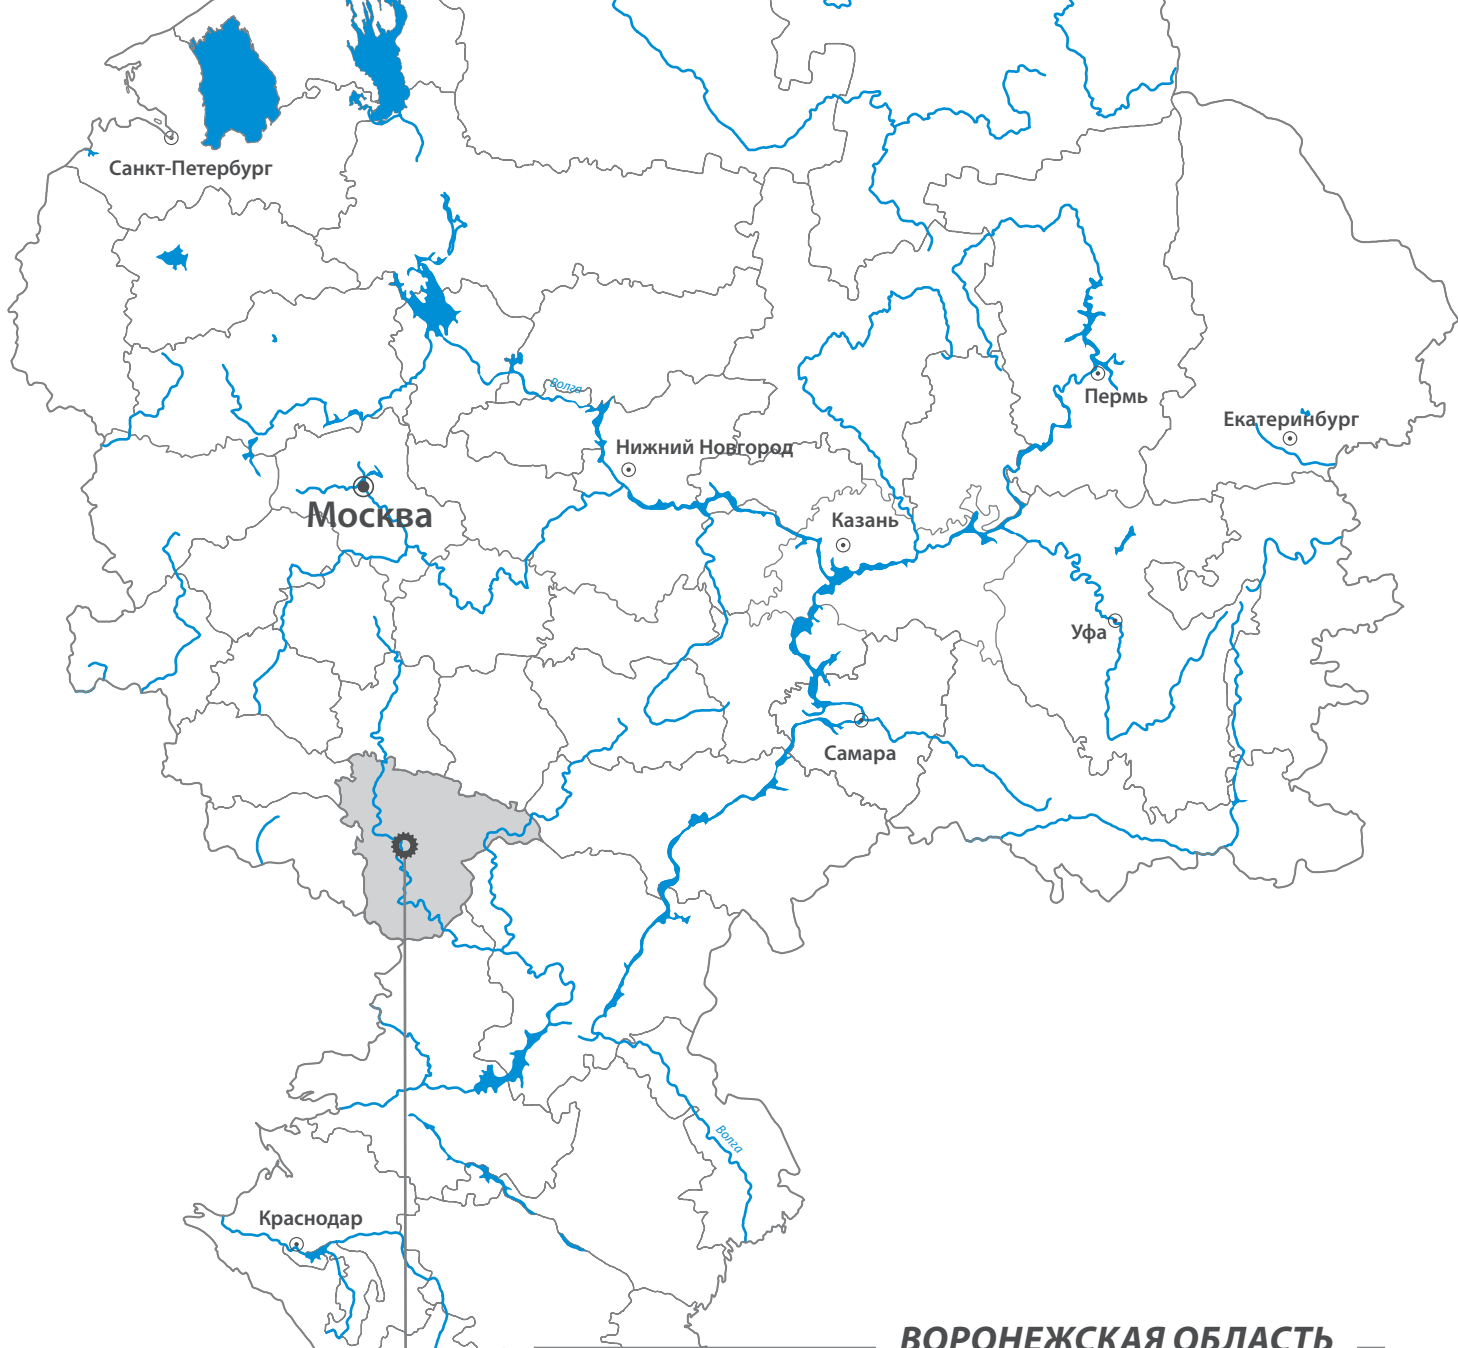 Санкт-Петербург
Волга
Пермь
Екатеринбург
Нижний Новгород
Москва
Казань
Уфа
Самара
Волга
Краснодар
ВОРОНЕЖСКАЯ ОБЛАСТЬ